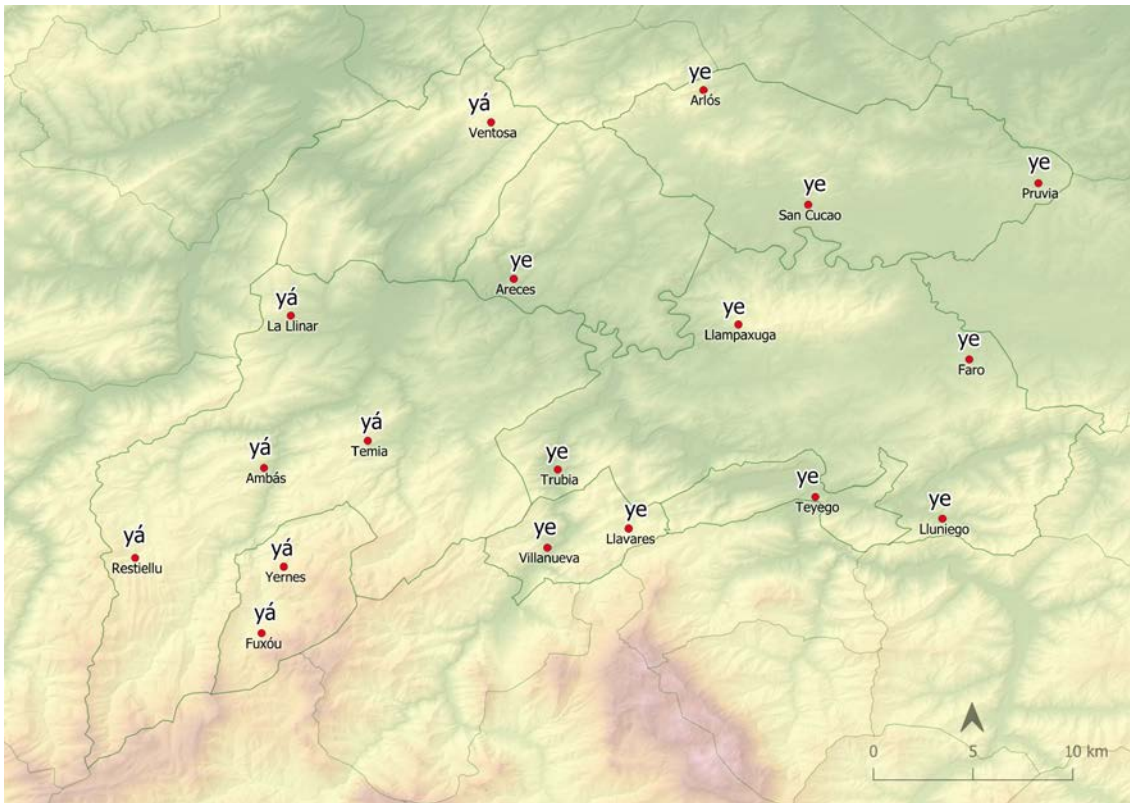 ye
Arlós
yá
Ventosa
ye
Pruvia
ye
San Cucao
ye
Areces
yá
La Llinar
ye
Llampaxuga
ye
Faro
yá
Temia
yá
Ambás
ye
Trubia
ye
Teyego
ye
Lluniego
ye
Llavares
ye
Villanueva
yá
Restiellu
yá
Yernes
yá
Fuxóu
0 5 10 km